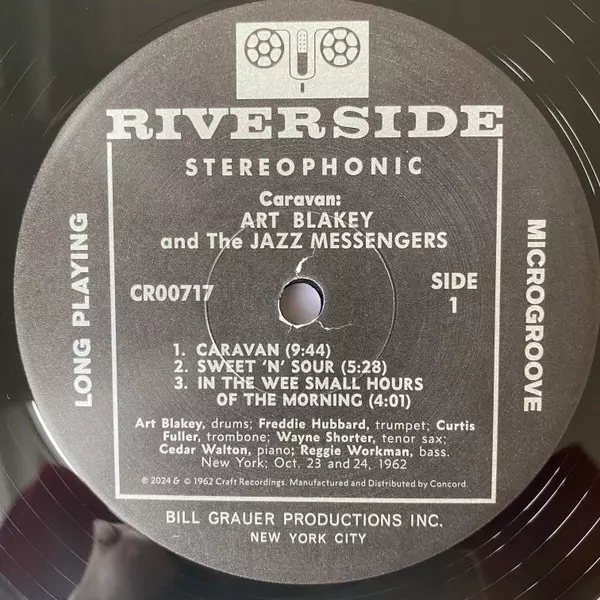 RIVERSIDE
STEREOPHONIC
Caravan:
ART BLAKEY
and The JAZZ MESSENGERS
LONG PLAYING
MICROGROOVE
CR00717
SIDE
1
1. CARAVAN (9:44)
2. SWEET 'N' SOUR (5:28)
3. IN THE WEE SMALL HOURS
OF THE MORNING (4:01)
Art Blakey, drums; Freddie Hubbard, trumpet; Curtis
Fuller, trombone; Wayne Shorter, tenor sax;
Cedar Walton, piano; Reggie Workman, bass.
New York; Oct. 23 and 24, 1962
℗ 2024 & © 1962 Craft Recordings. Manufactured and Distributed by Concord.
BILL GRAUER PRODUCTIONS INC.
NEW YORK CITY